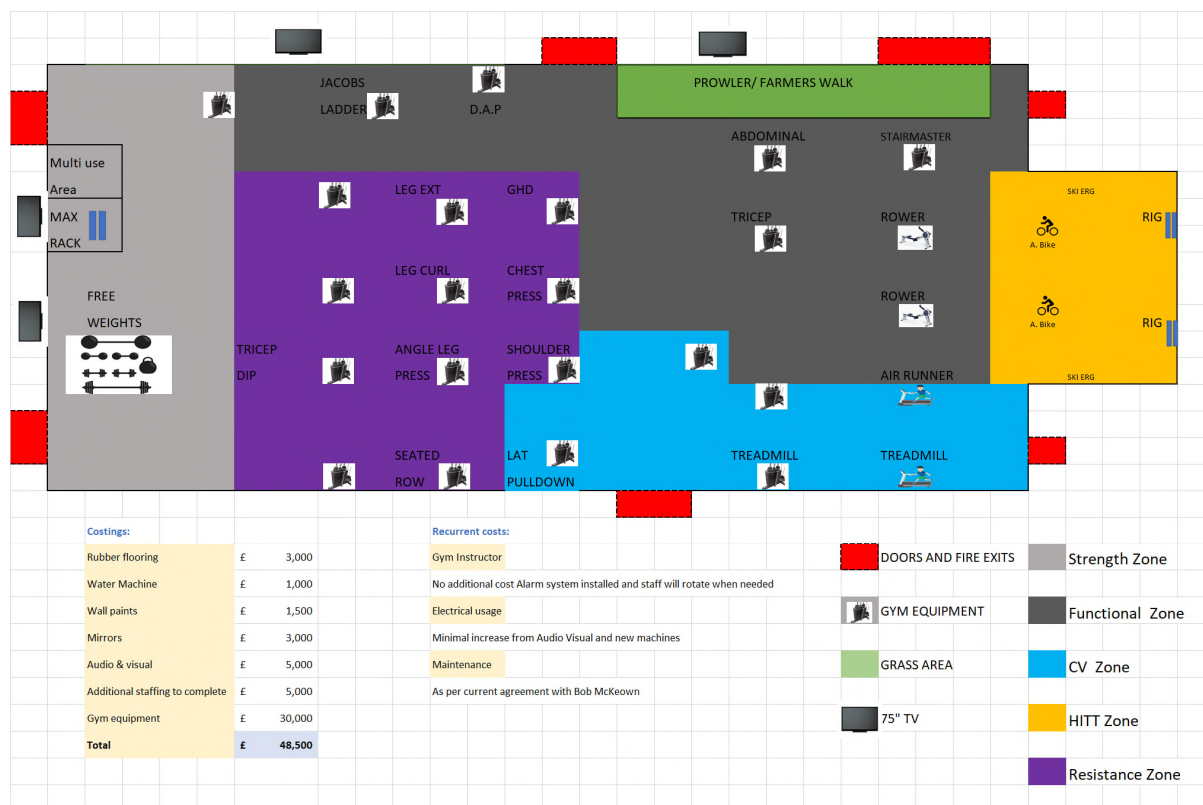 JACOBS
LADDER
D.A.P
PROWLER/ FARMERS WALK
ABDOMINAL
STAIRMASTER
Multi use
Area
MAX
RACK
LEG EXT
GHD
TRICEP
ROWER
SKI ERG
RIG
A. Bike
LEG CURL
CHEST
PRESS
ROWER
A. Bike
RIG
FREE
WEIGHTS
TRICEP
DIP
ANGLE LEG
PRESS
SHOULDER
PRESS
AIR RUNNER
SKI ERG
SEATED
ROW
LAT
PULLDOWN
TREADMILL
TREADMILL
Costings:
Rubber flooring £ 3,000
Water Machine £ 1,000
Wall paints £ 1,500
Mirrors £ 3,000
Audio & visual £ 5,000
Additional staffing to complete £ 5,000
Gym equipment £ 30,000
Total £ 48,500
Recurrent costs:
Gym Instructor
No additional cost Alarm system installed and staff will rotate when needed
Electrical usage
Minimal increase from Audio Visual and new machines
Maintenance
As per current agreement with Bob McKeown
DOORS AND FIRE EXITS
GYM EQUIPMENT
GRASS AREA
75" TV
Strength Zone
Functional Zone
CV Zone
HITT Zone
Resistance Zone